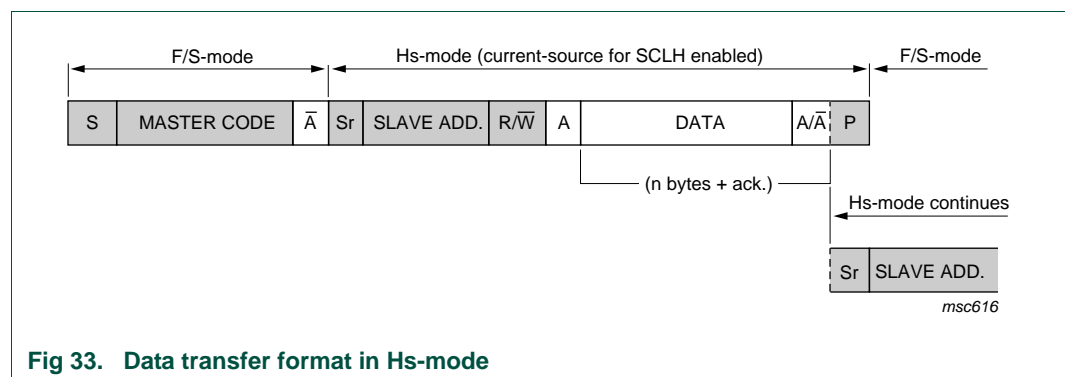 F/S-mode Hs-mode (current-source for SCLH enabled) F/S-mode
S MASTER CODE A̅ Sr SLAVE ADD. R/W̅ A DATA A/A̅ P
(n bytes + ack.)
Hs-mode continues
Sr SLAVE ADD.
msc616
Fig 33. Data transfer format in Hs-mode